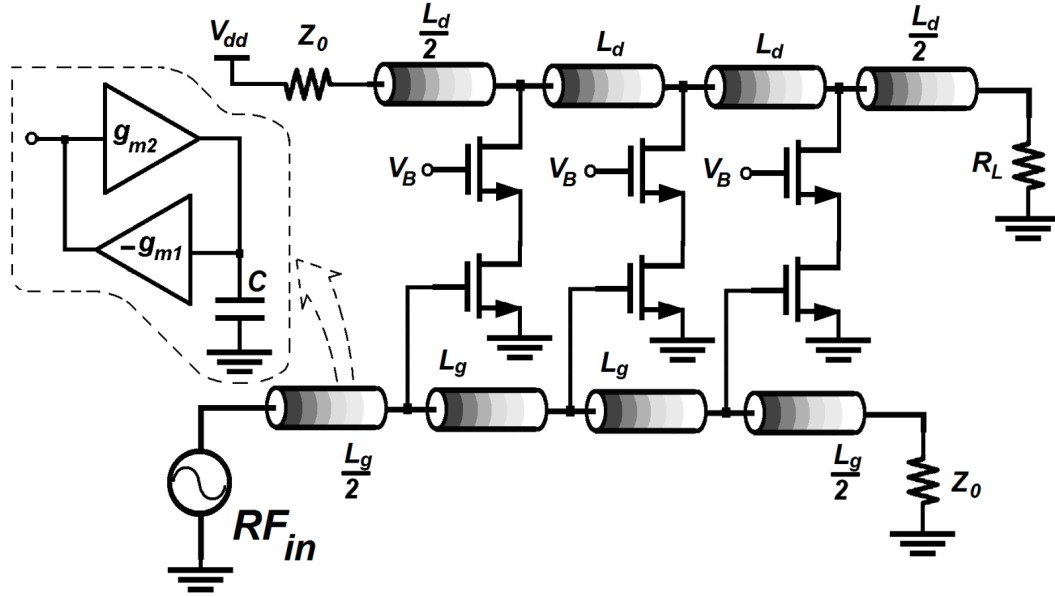 V_dd
Z_0
L_d/2
L_d
L_d
L_d/2
g_m2
-g_m1
C
V_B
V_B
V_B
R_L
L_g
L_g
L_g/2
L_g/2
Z_0
RF_in